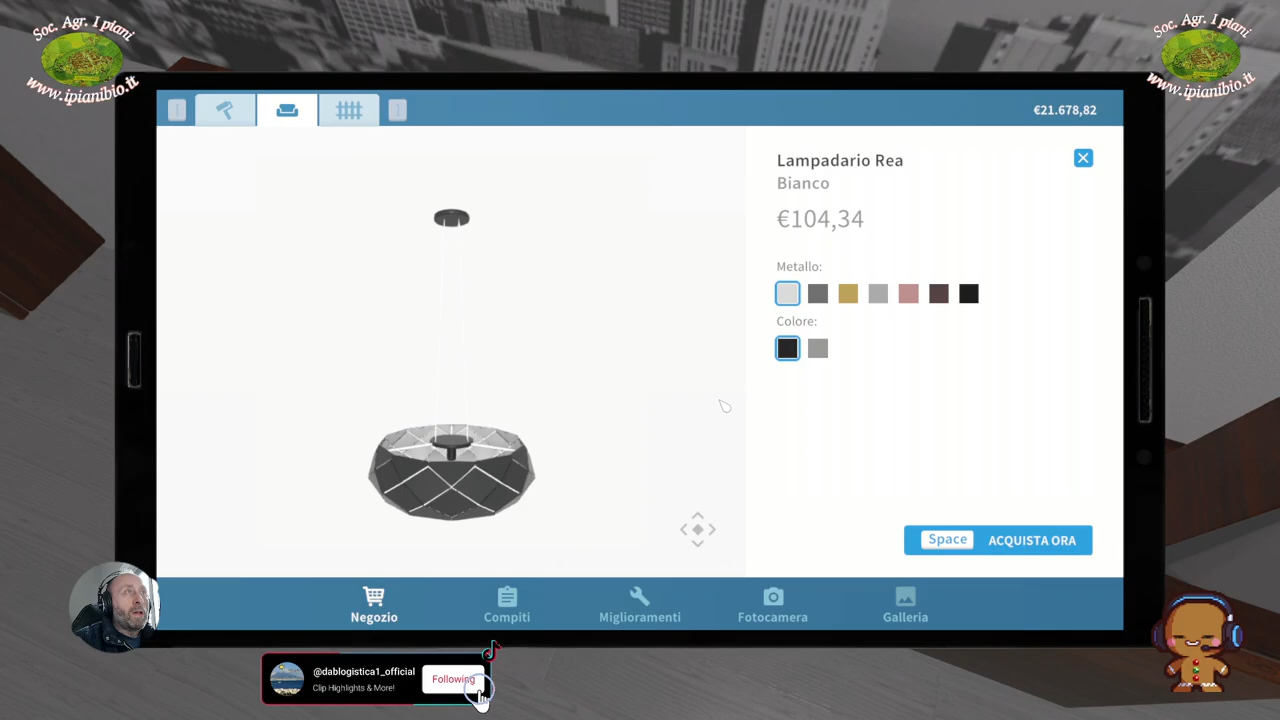 Soc. Agr. I piani
www.ipianibio.it
Soc. Agr. I piani
www.ipianibio.it
€21.678,82
Lampadario Rea
Bianco
€104,34
Metallo:
Colore:
Space ACQUISTA ORA
Negozio
Compiti
Miglioramenti
Fotocamera
Galleria
@dablogistica1_official
Clip Highlights & More!
Following